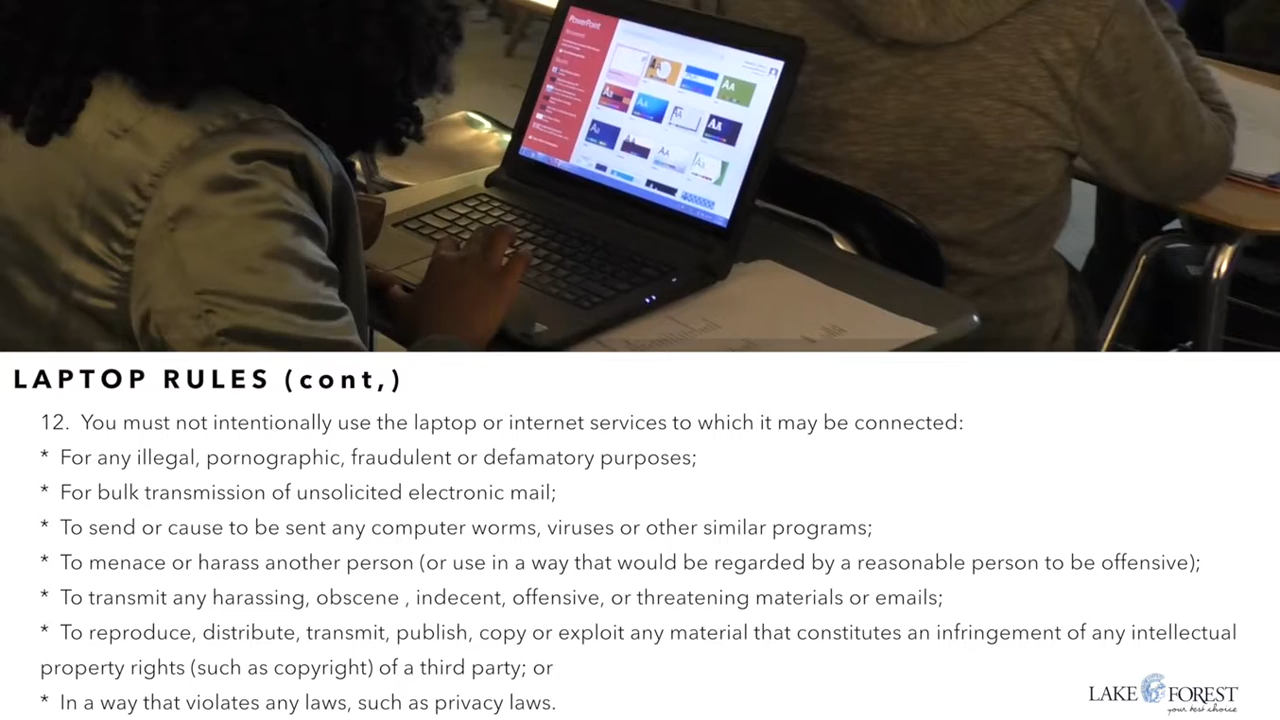 PowerPoint
LAPTOP RULES (cont,)
12. You must not intentionally use the laptop or internet services to which it may be connected:
* For any illegal, pornographic, fraudulent or defamatory purposes;
* For bulk transmission of unsolicited electronic mail;
* To send or cause to be sent any computer worms, viruses or other similar programs;
* To menace or harass another person (or use in a way that would be regarded by a reasonable person to be offensive);
* To transmit any harassing, obscene , indecent, offensive, or threatening materials or emails;
* To reproduce, distribute, transmit, publish, copy or exploit any material that constitutes an infringement of any intellectual
property rights (such as copyright) of a third party; or
* In a way that violates any laws, such as privacy laws.
LAKE FOREST
your best choice